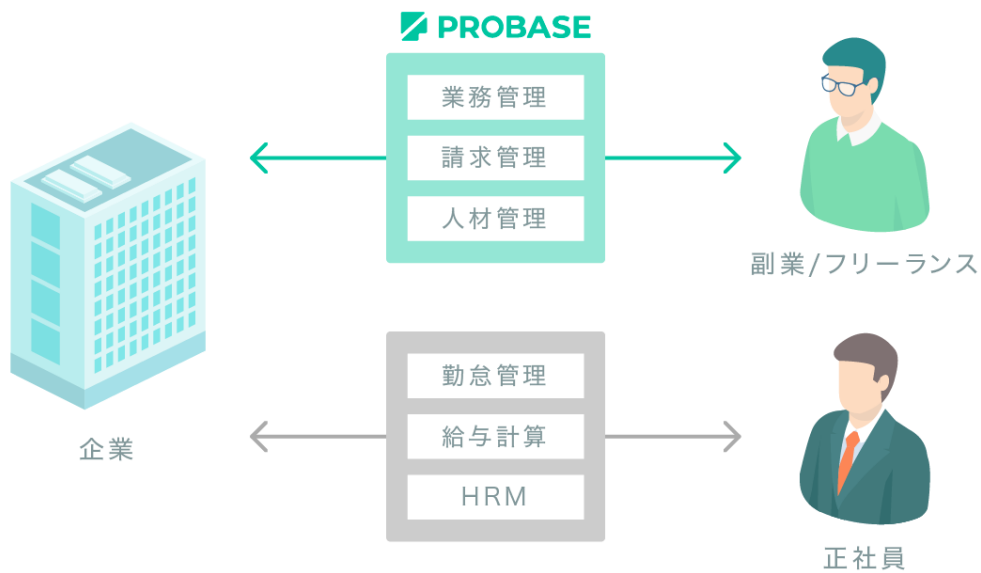 PROBASE
業務管理
請求管理
人材管理
副業/フリーランス
企業
勤怠管理
給与計算
HRM
正社員